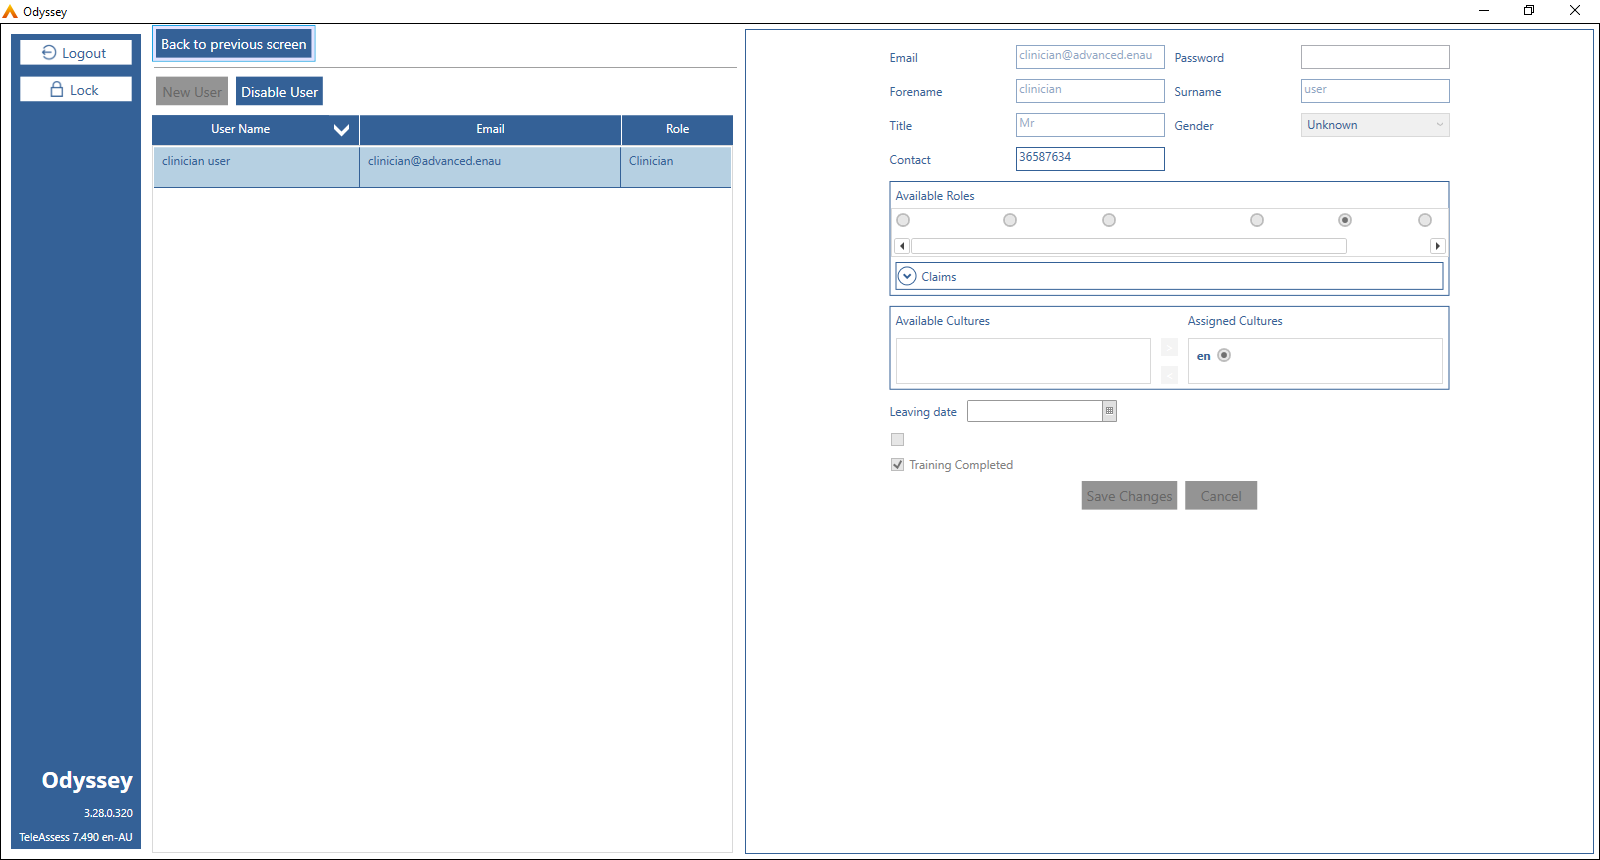 Odyssey
Logout
Lock
Back to previous screen
New User
Disable User
User Name
Email
Role
clinician user
clinician@advanced.enau
Clinician
Email
clinician@advanced.enau
Password
Forename
clinician
Surname
user
Title
Mr
Gender
Unknown
Contact
36587634
Available Roles
Claims
Available Cultures
Assigned Cultures
en
Leaving date
Training Completed
Save Changes
Cancel
Odyssey
3.28.0.320
TeleAssess 7.490 en-AU